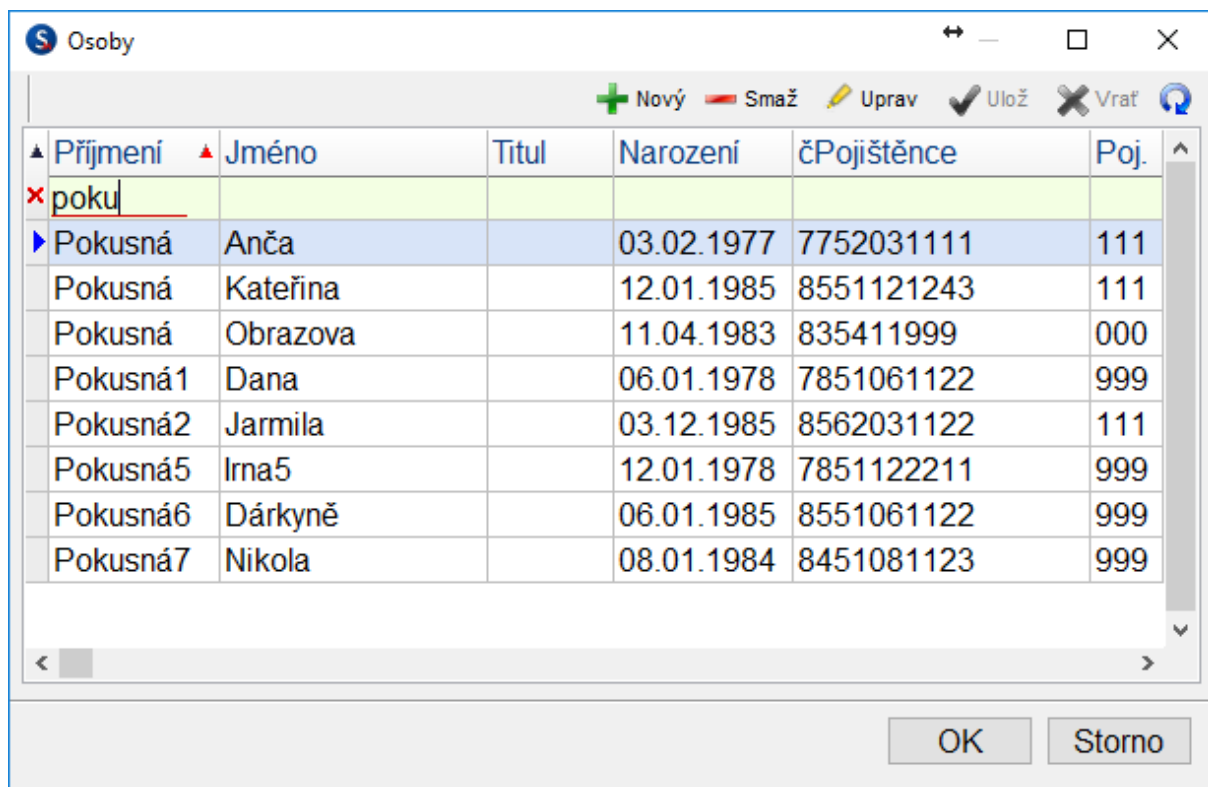 S Osoby
Nový Smaž Uprav Ulož Vrať
Příjmení Jméno Titul Narození čPojištěnce Poj.
poku
Pokusná Anča 03.02.1977 7752031111 111
Pokusná Kateřina 12.01.1985 8551121243 111
Pokusná Obrazova 11.04.1983 835411999 000
Pokusná1 Dana 06.01.1978 7851061122 999
Pokusná2 Jarmila 03.12.1985 8562031122 111
Pokusná5 Irna5 12.01.1978 7851122211 999
Pokusná6 Dárkyně 06.01.1985 8551061122 999
Pokusná7 Nikola 08.01.1984 8451081123 999
OK Storno